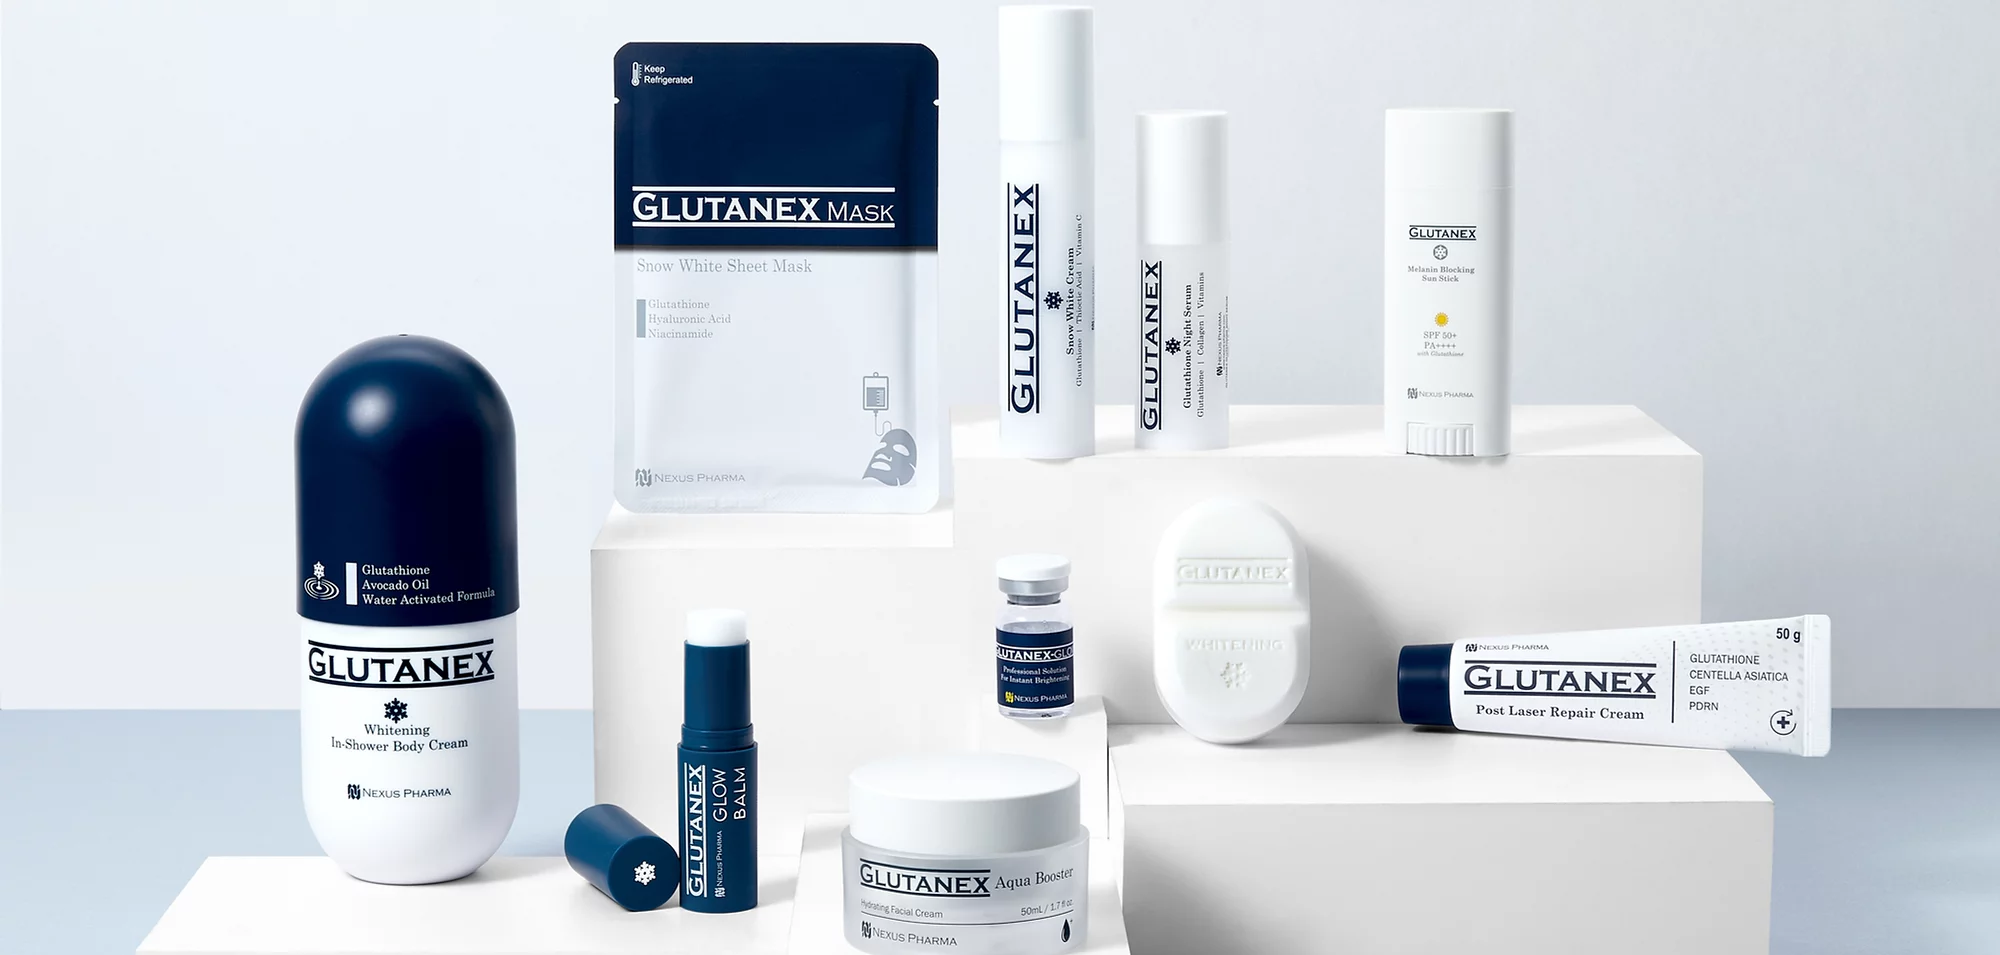 Keep
Refrigerated
GLUTANEX MASK
Snow White Sheet Mask
Glutathione
Hyaluronic Acid
Niacinamide
NEXUS PHARMA
GLUTANEX
Snow White Cream
Glutathione | Thioctic Acid | Vitamin C
GLUTANEX
Glutathione Night Serum
Glutathione | Collagen | Vitamins
NEXUS PHARMA
GLUTANEX
Melanin Blocking
Sun Stick
SPF 50+
PA++++
with Glutathione
NEXUS PHARMA
Glutathione
Avocado Oil
Water Activated Formula
GLUTANEX
Whitening
In-Shower Body Cream
NEXUS PHARMA
GLUTANEX
GLOW
BALM
NEXUS PHARMA
GLUTANEX-GLO
Professional Solution
For Instant Brightening
NEXUS PHARMA
GLUTANEX
WHITENING
50 g
NEXUS PHARMA
GLUTANEX
Post Laser Repair Cream
GLUTATHIONE
CENTELLA ASIATICA
EGF
PDRN
GLUTANEX Aqua Booster
Hydrating Facial Cream
50mL / 1.7 fl oz.
NEXUS PHARMA